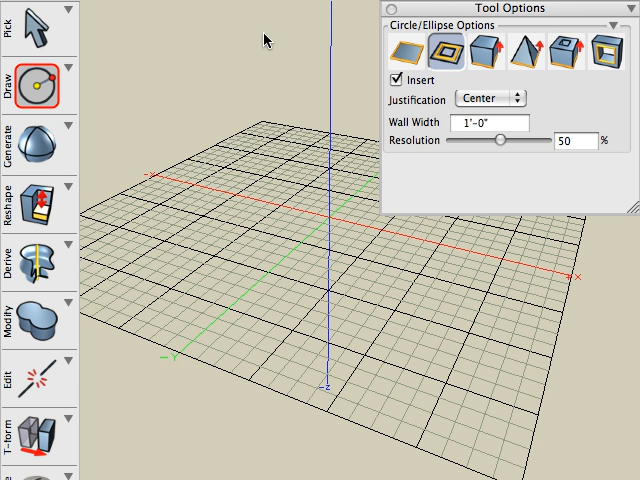 Tool Options
Circle/Ellipse Options
Insert
Justification Center
Wall Width 1'-0"
Resolution 50 %
Pick
Draw
Generate
Reshape
Derive
Modify
Edit
T-form
-x
+ x
-Y
-z